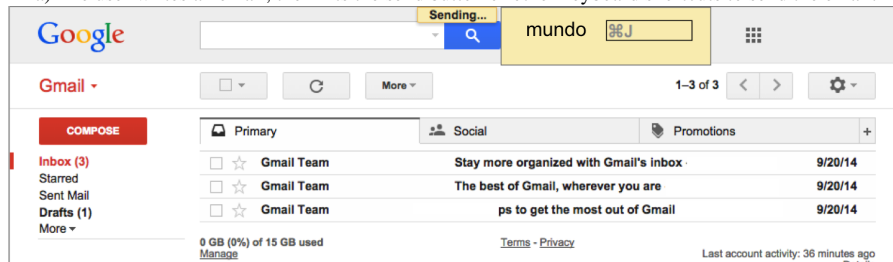 Sending...
Google
mundo ⌘J
Gmail
More
1–3 of 3
COMPOSE
Primary
Social
Promotions
+
Inbox (3)
Gmail Team Stay more organized with Gmail's inbox 9/20/14
Starred
Gmail Team The best of Gmail, wherever you are 9/20/14
Sent Mail
Drafts (1)
Gmail Team ps to get the most out of Gmail 9/20/14
More
0 GB (0%) of 15 GB used
Manage
Terms - Privacy
Last account activity: 36 minutes ago